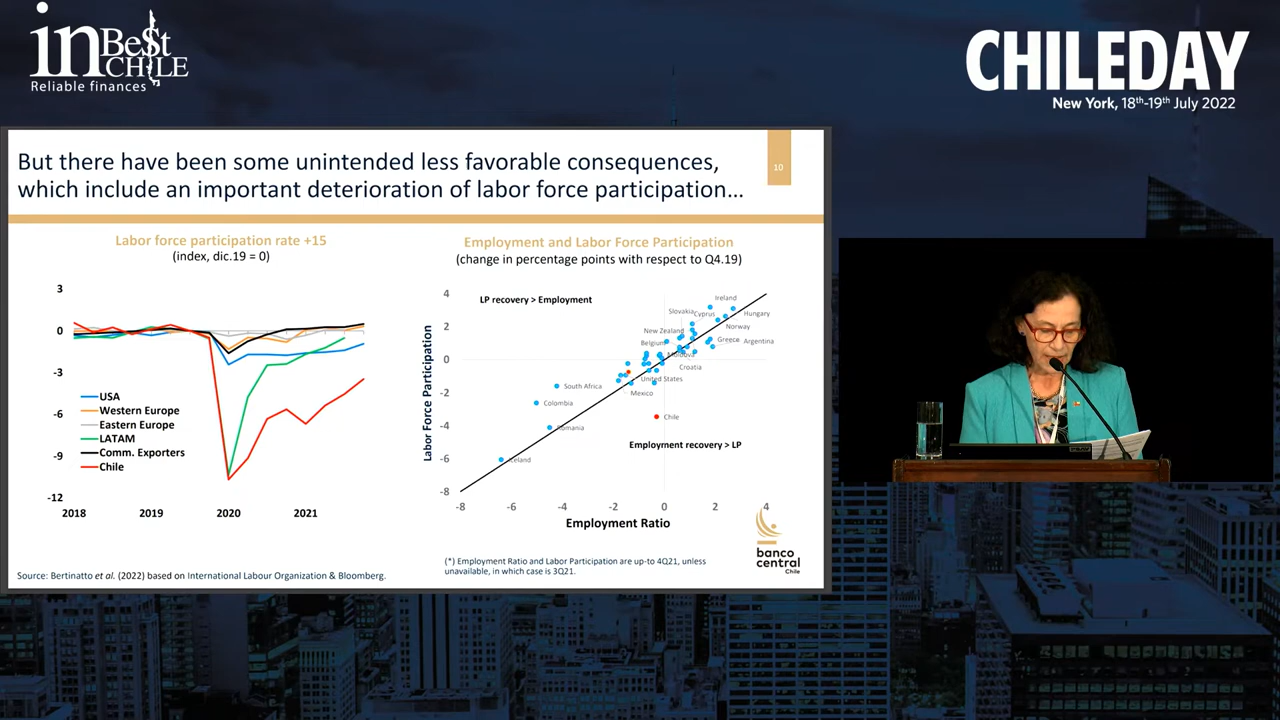 in BeSt
CHILE
Reliable finances
CHILEDAY
New York, 18th-19th July 2022
But there have been some unintended less favorable consequences,
which include an important deterioration of labor force participation...
10
Labor force participation rate +15
(index, dic.19 = 0)
3
0
-3
-6
-9
-12
USA
Western Europe
Eastern Europe
LATAM
Comm. Exporters
Chile
2018 2019 2020 2021
Employment and Labor Force Participation
(change in percentage points with respect to Q4.19)
Labor Force Participation
4
2
0
-2
-4
-6
-8
LP recovery > Employment
Ireland
Slovakia
Cyprus
Hungary
Norway
New Zealand
Belgium
Greece
Argentina
Moldova
Croatia
United States
South Africa
Mexico
Colombia
Chile
Romania
Employment recovery > LP
Iceland
-8 -6 -4 -2 0 2 4
Employment Ratio
(*) Employment Ratio and Labor Participation are up-to 4Q21, unless
unavailable, in which case is 3Q21.
banco
central
Chile
Source: Bertinatto et al. (2022) based on International Labour Organization & Bloomberg.